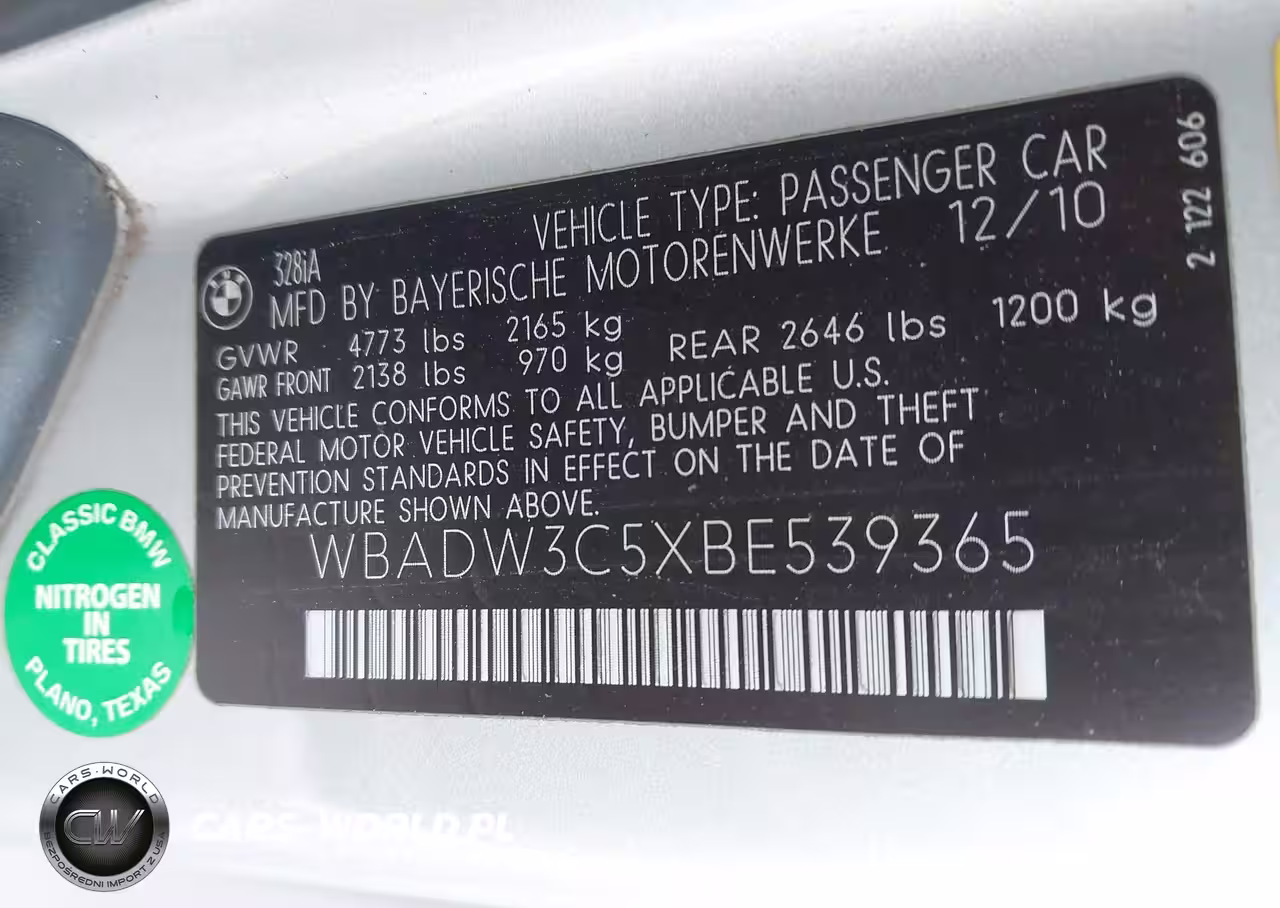 2 122 606
VEHICLE TYPE: PASSENGER CAR
328iA
MFD BY BAYERISCHE MOTORENWERKE 12/10
GVWR 4773 lbs 2165 kg
GAWR FRONT 2138 lbs 970 kg REAR 2646 lbs 1200 kg
THIS VEHICLE CONFORMS TO ALL APPLICABLE U.S.
FEDERAL MOTOR VEHICLE SAFETY, BUMPER AND THEFT
PREVENTION STANDARDS IN EFFECT ON THE DATE OF
MANUFACTURE SHOWN ABOVE.
WBADW3C5XBE539365
CLASSIC BMW
NITROGEN
IN
TIRES
PLANO, TEXAS
CARS-WORLD
CW
BEZPOŚREDNI IMPORT Z USA
CARS-WORLD.PL